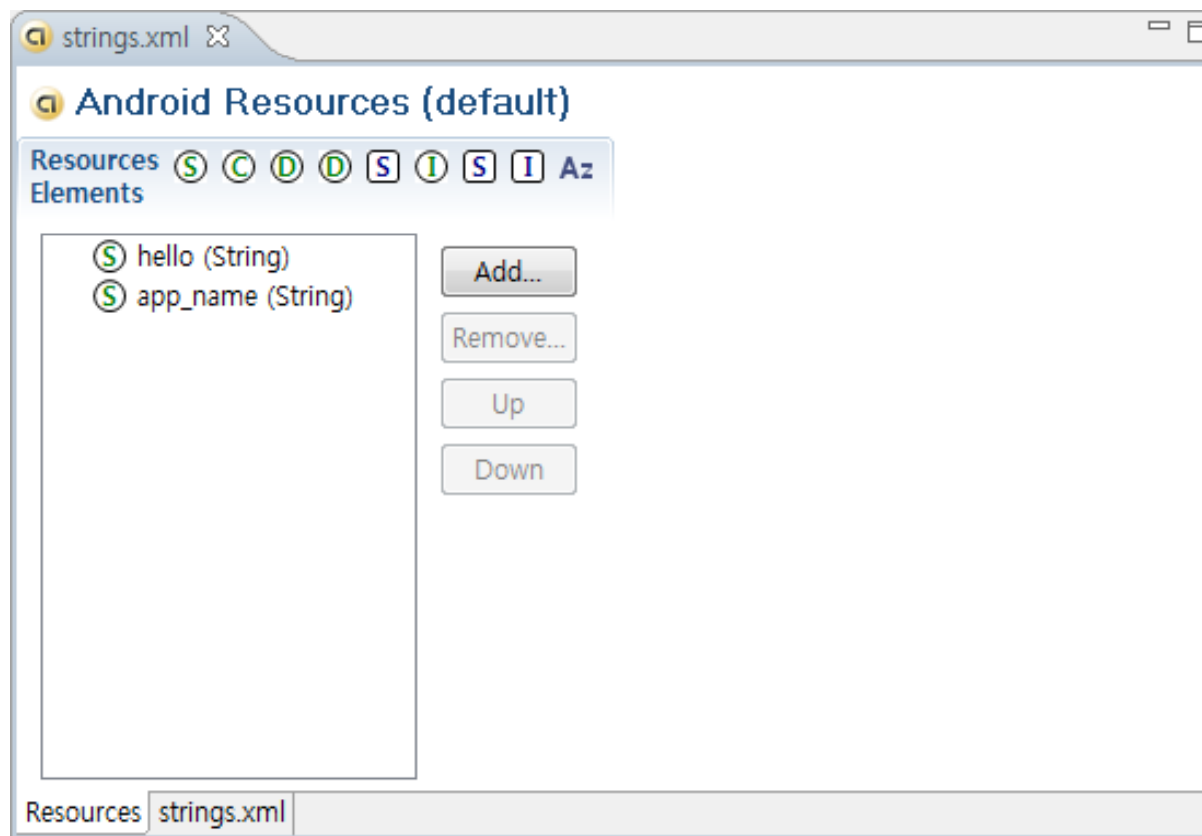 strings.xml
Android Resources (default)
Resources Elements
S C D D S I S I Az
S hello (String)
S app_name (String)
Add...
Remove...
Up
Down
Resources strings.xml